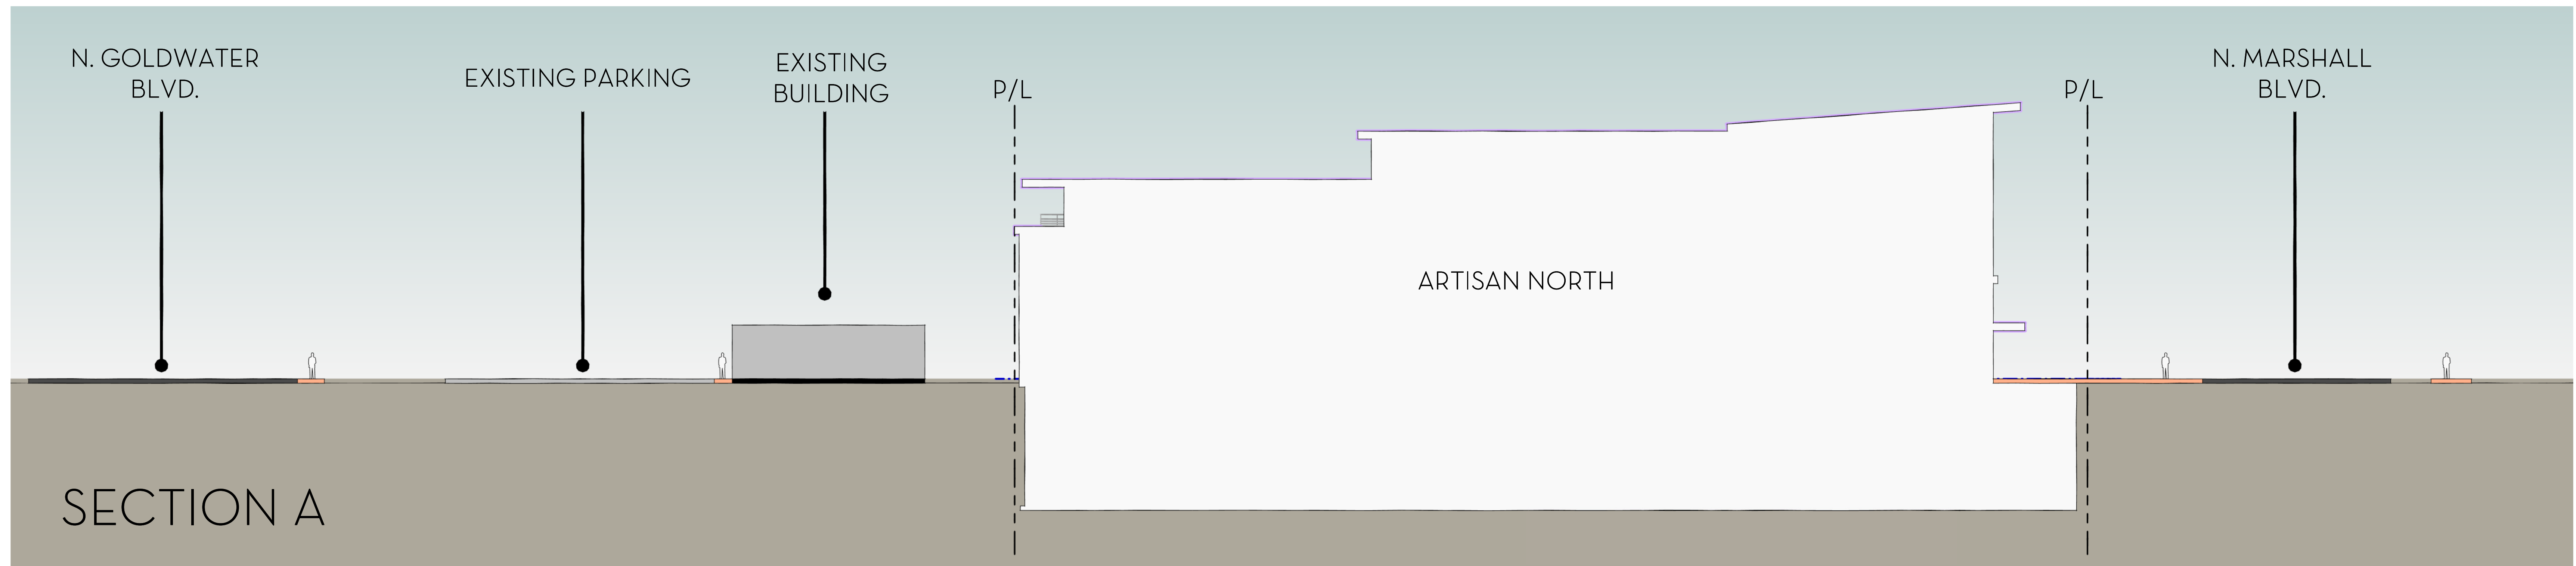 N. GOLDWATER
BLVD.
EXISTING PARKING
EXISTING
BUILDING
P/L
P/L
N. MARSHALL
BLVD.
ARTISAN NORTH
SECTION A